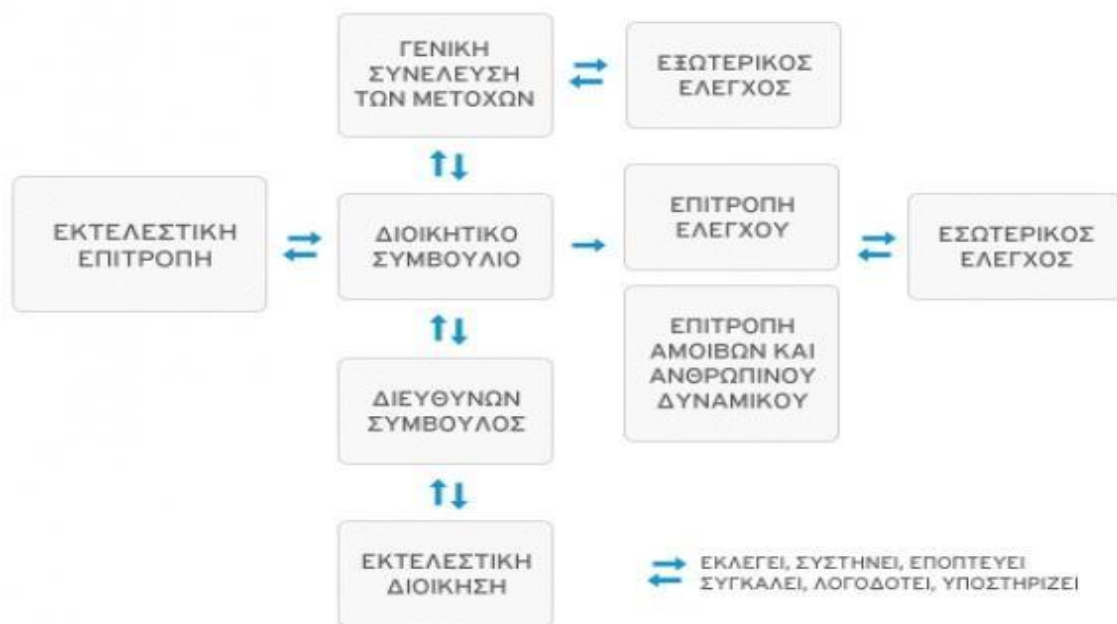 ΓΕΝΙΚΗ
ΣΥΝΕΛΕΥΣΗ
ΤΩΝ ΜΕΤΟΧΩΝ
ΕΞΩΤΕΡΙΚΟΣ
ΕΛΕΓΧΟΣ
ΕΚΤΕΛΕΣΤΙΚΗ
ΕΠΙΤΡΟΠΗ
ΔΙΟΙΚΗΤΙΚΟ
ΣΥΜΒΟΥΛΙΟ
ΕΠΙΤΡΟΠΗ
ΕΛΕΓΧΟΥ
ΕΣΩΤΕΡΙΚΟΣ
ΕΛΕΓΧΟΣ
ΕΠΙΤΡΟΠΗ
ΑΜΟΙΒΩΝ ΚΑΙ
ΑΝΘΡΩΠΙΝΟΥ
ΔΥΝΑΜΙΚΟΥ
ΔΙΕΥΘΥΝΩΝ
ΣΥΜΒΟΥΛΟΣ
ΕΚΤΕΛΕΣΤΙΚΗ
ΔΙΟΙΚΗΣΗ
ΕΚΛΕΓΕΙ, ΣΥΣΤΗΝΕΙ, ΕΠΟΠΤΕΥΕΙ
ΣΥΓΚΑΛΕΙ, ΛΟΓΟΔΟΤΕΙ, ΥΠΟΣΤΗΡΙΖΕΙ